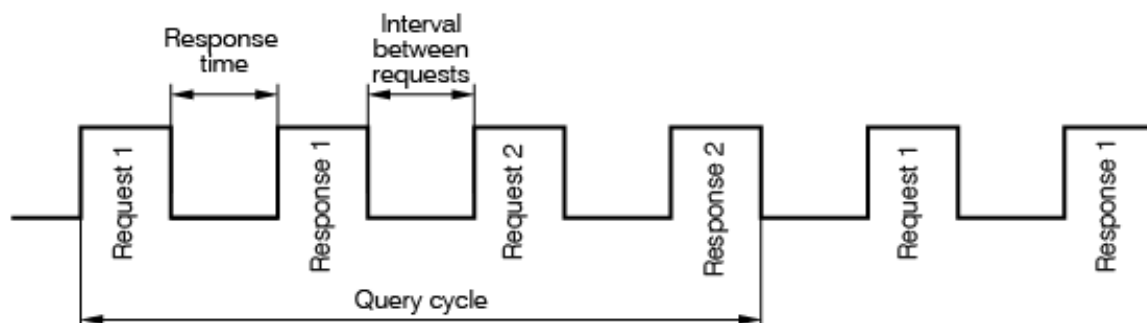 Response
time
Interval
between
requests
Request 1
Response 1
Request 2
Response 2
Request 1
Response 1
Query cycle